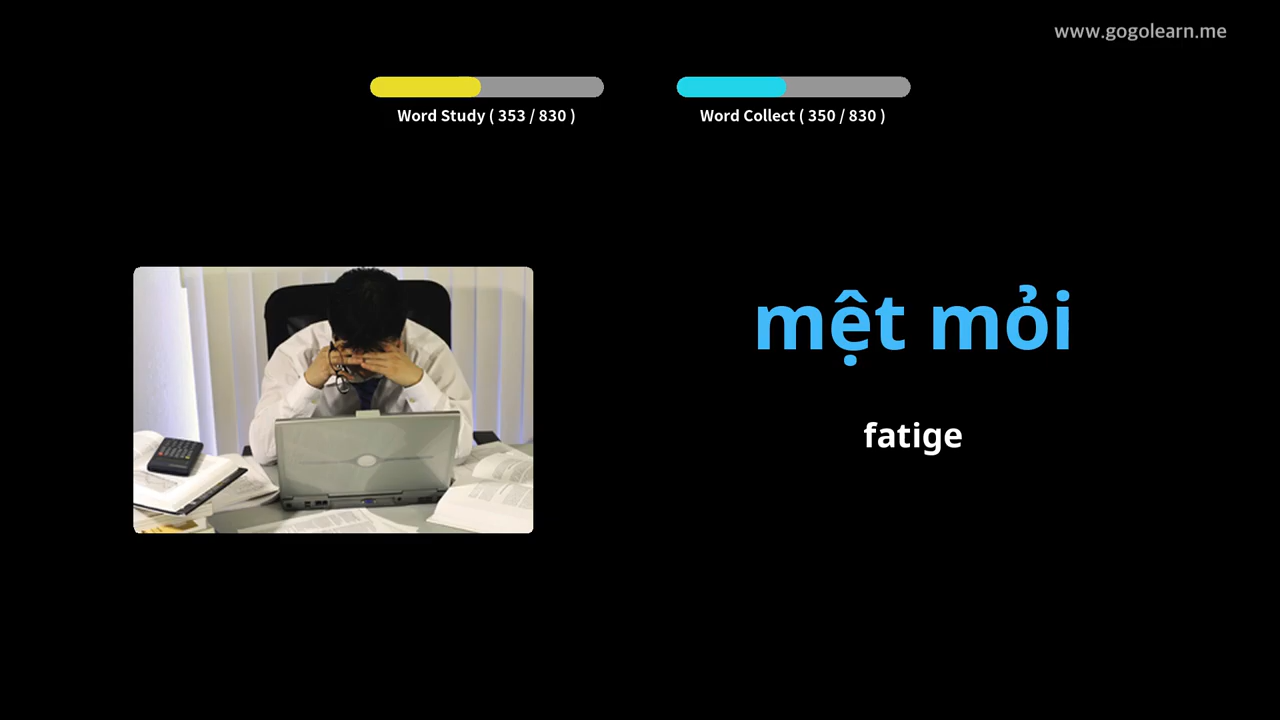 www.gogolearn.me
Word Study ( 353 / 830 )
Word Collect ( 350 / 830 )
mệt mỏi
fatige